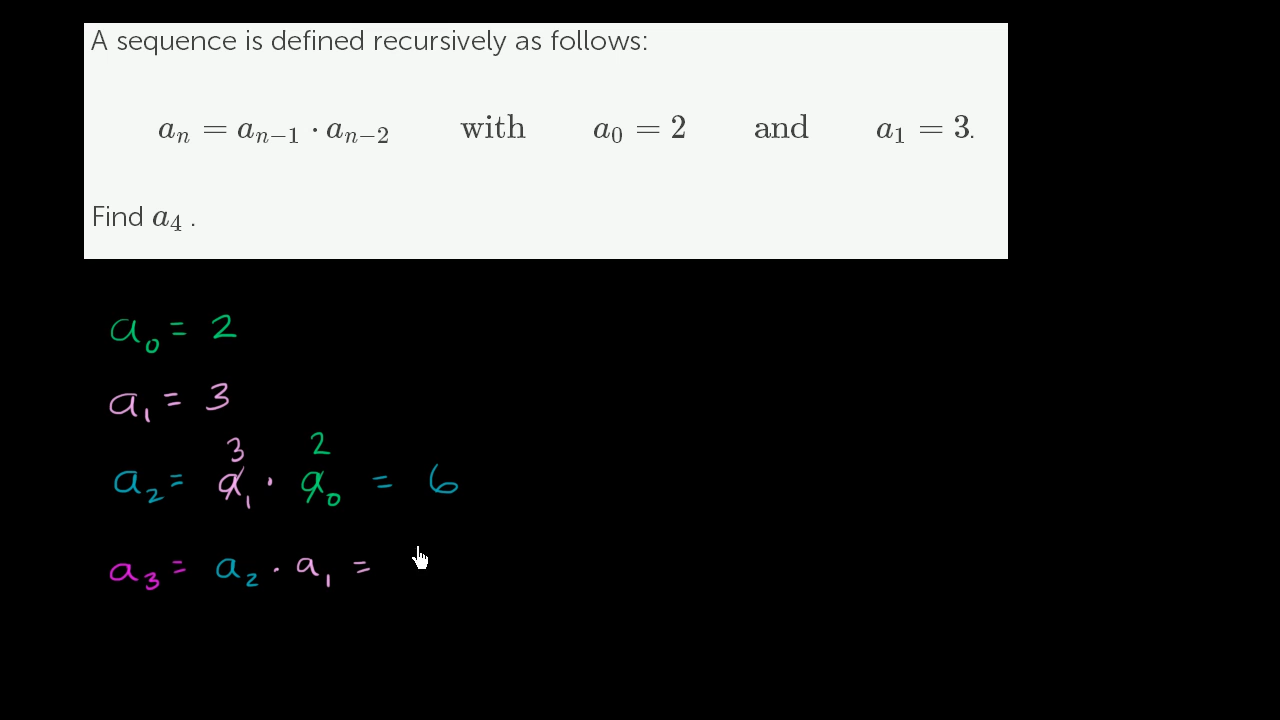 A sequence is defined recursively as follows:
aₙ = aₙ₋₁ · aₙ₋₂ with a₀ = 2 and a₁ = 3.
Find a₄ .
a₀ = 2
a₁ = 3
3 2
a₂ = a₁ · a₀ = 6
a₃ = a₂ · a₁ =